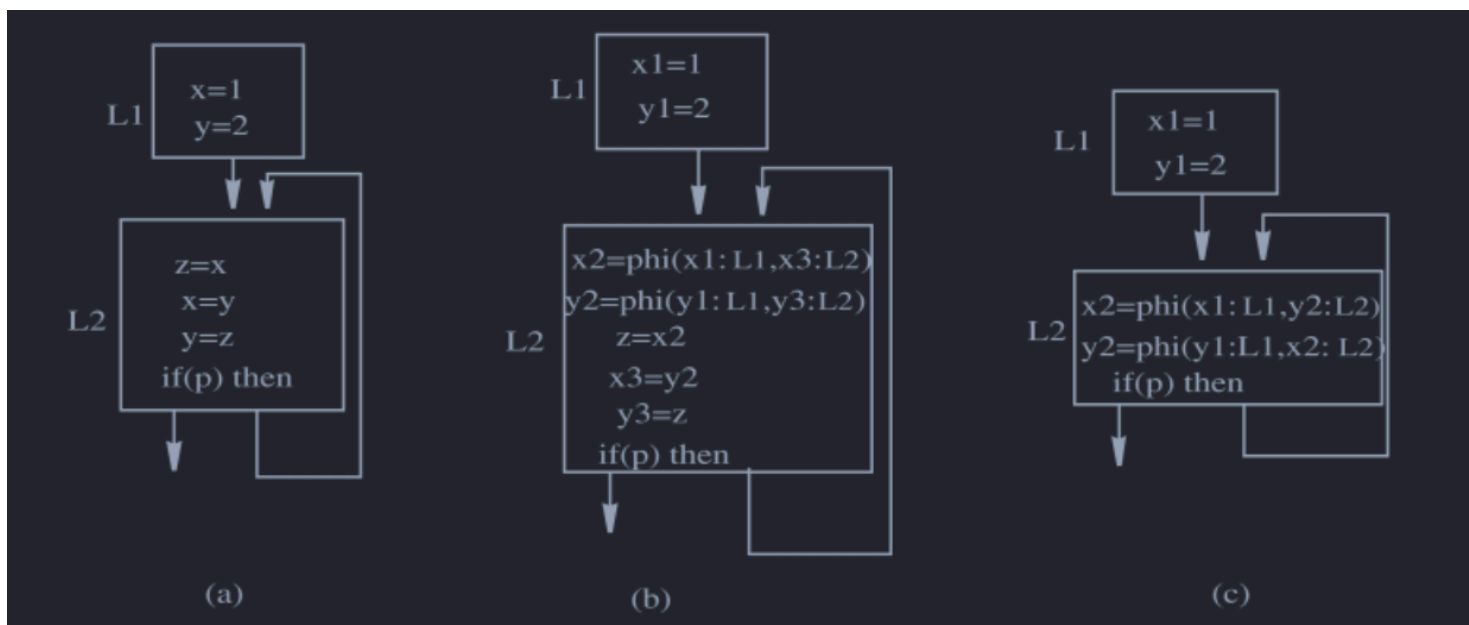 L1
x=1
y=2
L2
z=x
x=y
y=z
if(p) then
(a)
L1
x1=1
y1=2
L2
x2=phi(x1: L1,x3:L2)
y2=phi(y1: L1,y3:L2)
z=x2
x3=y2
y3=z
if(p) then
(b)
L1
x1=1
y1=2
L2
x2=phi(x1: L1,y2:L2)
y2=phi(y1:L1,x2: L2)
if(p) then
(c)